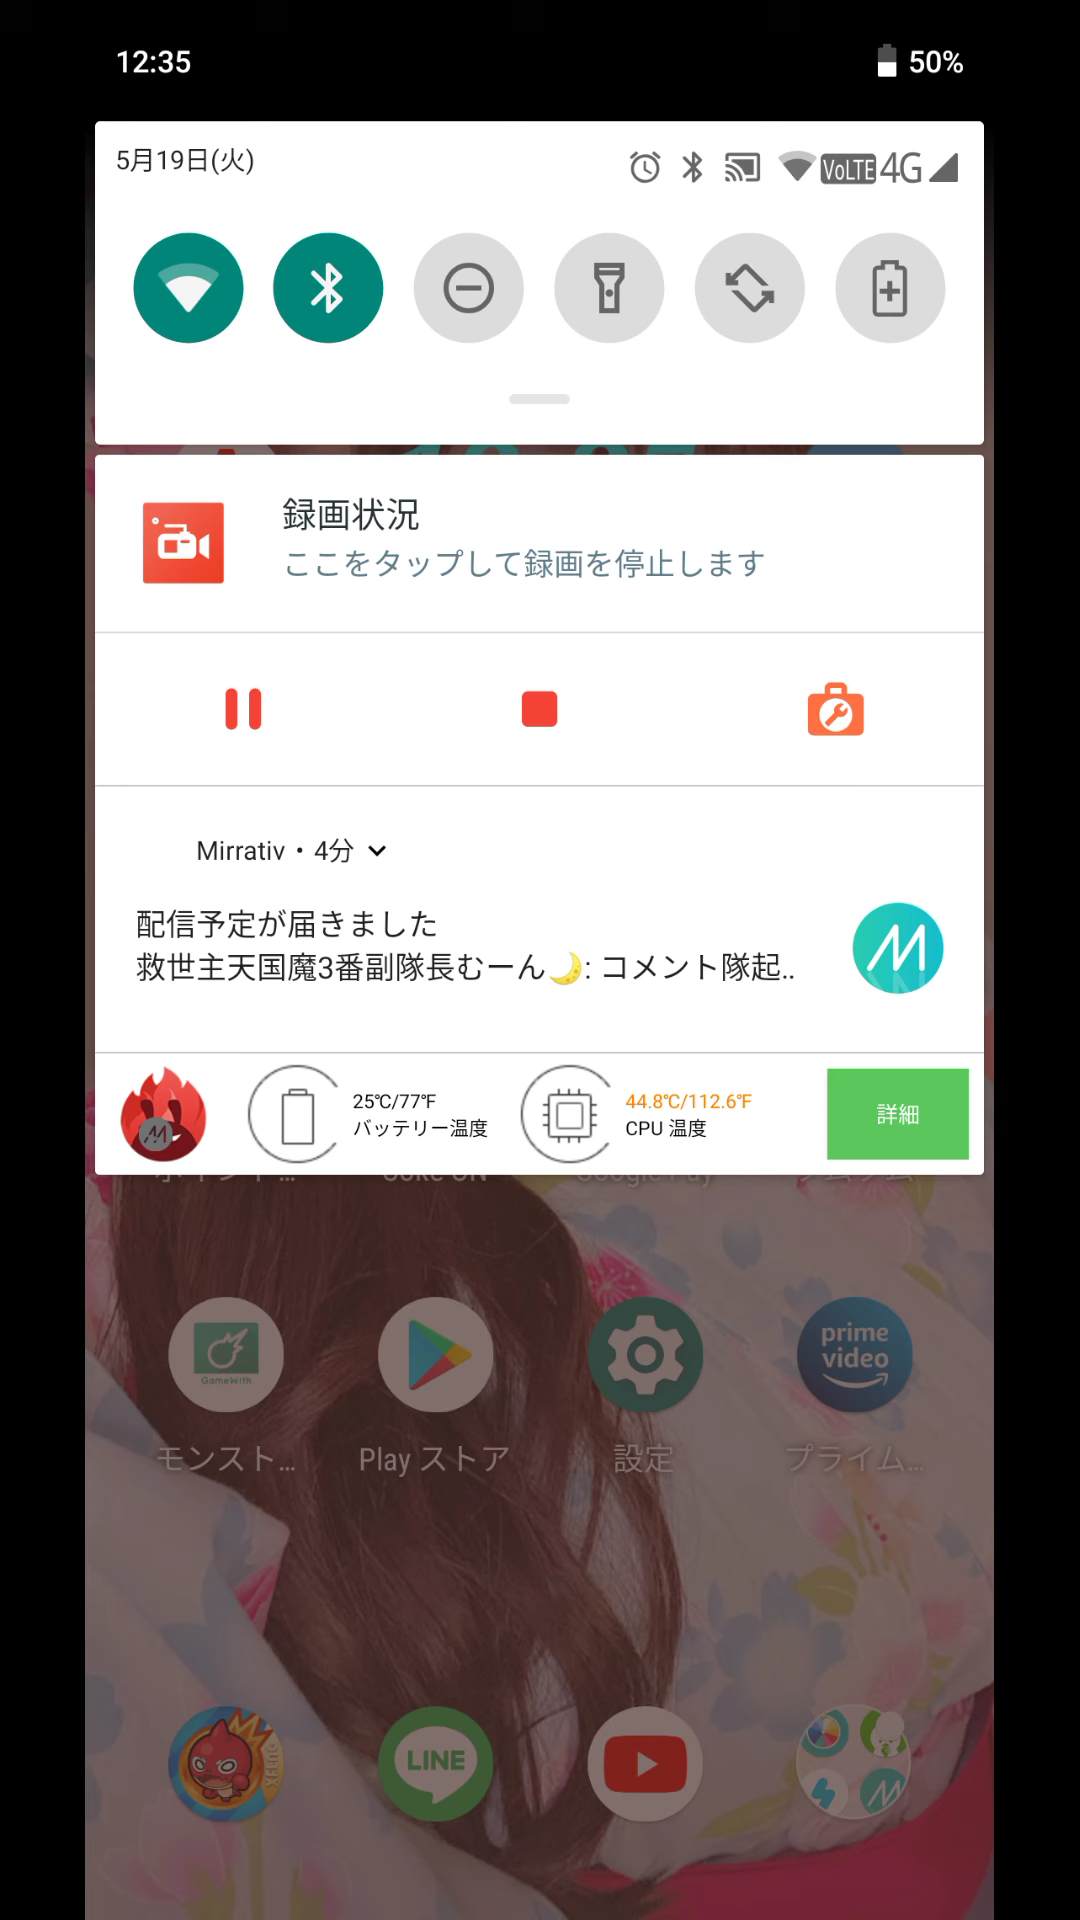 12:35
50%
5月19日(火)
VoLTE 4G
録画状況
ここをタップして録画を停止します
Mirrativ・4分
配信予定が届きました
救世主天国魔3番副隊長むーん🌛: コメント隊起..
25℃/77℉
バッテリー温度
44.8℃/112.6℉
CPU 温度
詳細
Google Pay
GameWith
prime video
モンスト…
Play ストア
設定
プライム…
LINE